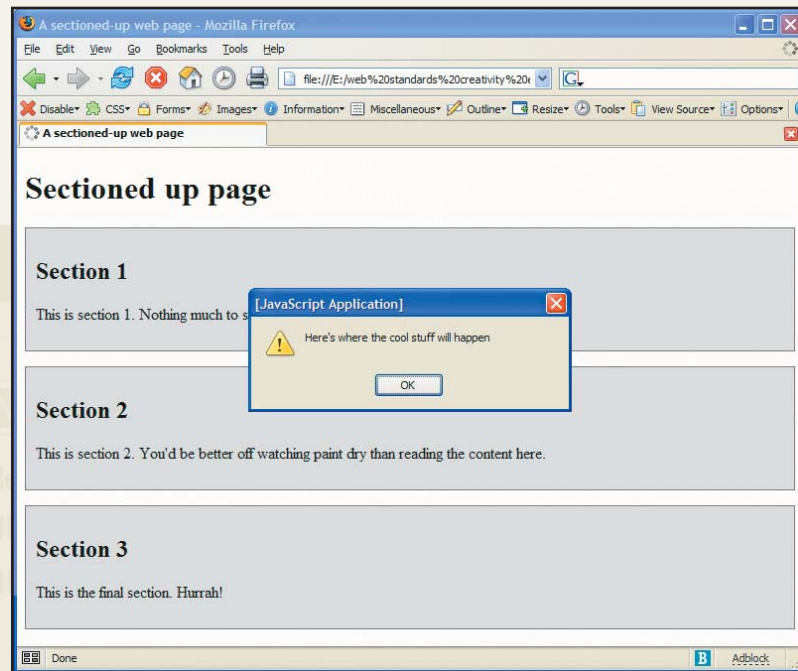 A sectioned-up web page - Mozilla Firefox
File Edit View Go Bookmarks Tools Help
file:///E:/web%20standards%20creativity%20
G
Disable CSS Forms Images Information Miscellaneous Outline Resize Tools View Source Options
A sectioned-up web page
Sectioned up page
Section 1
This is section 1. Nothing much to s
[JavaScript Application]
Here's where the cool stuff will happen
OK
Section 2
This is section 2. You'd be better off watching paint dry than reading the content here.
Section 3
This is the final section. Hurrah!
Done B Adblock